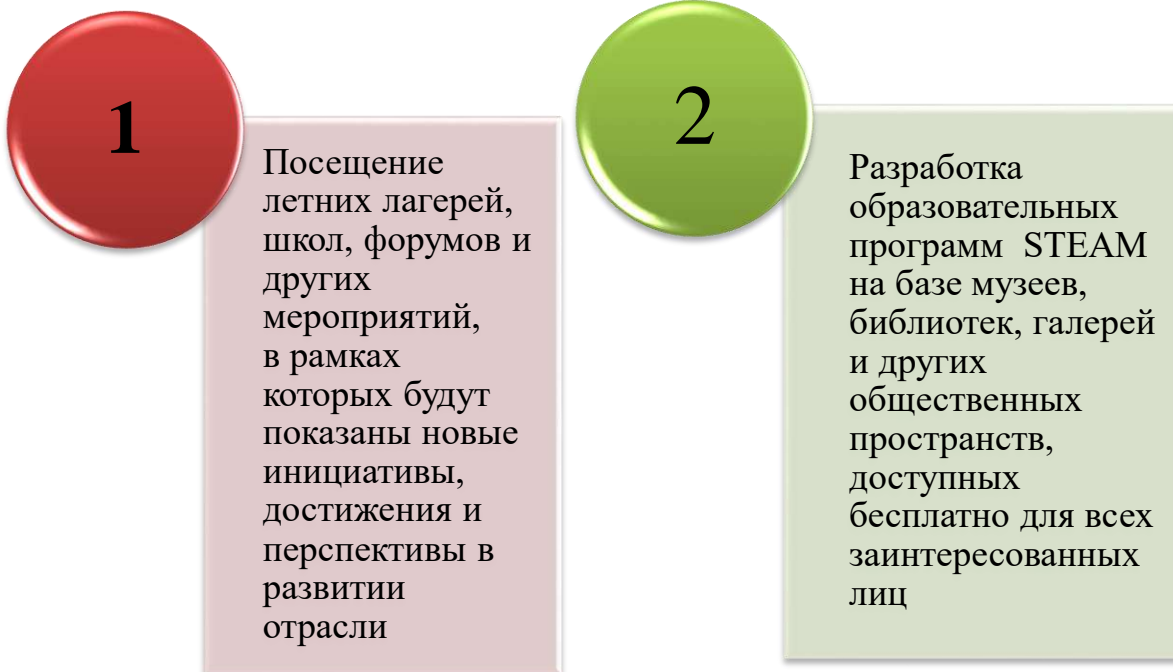 1
Посещение
летних лагерей,
школ, форумов и
других
мероприятий,
в рамках
которых будут
показаны новые
инициативы,
достижения и
перспективы в
развитии
отрасли
2
Разработка
образовательных
программ STEAM
на базе музеев,
библиотек, галерей
и других
общественных
пространств,
доступных
бесплатно для всех
заинтересованных
лиц